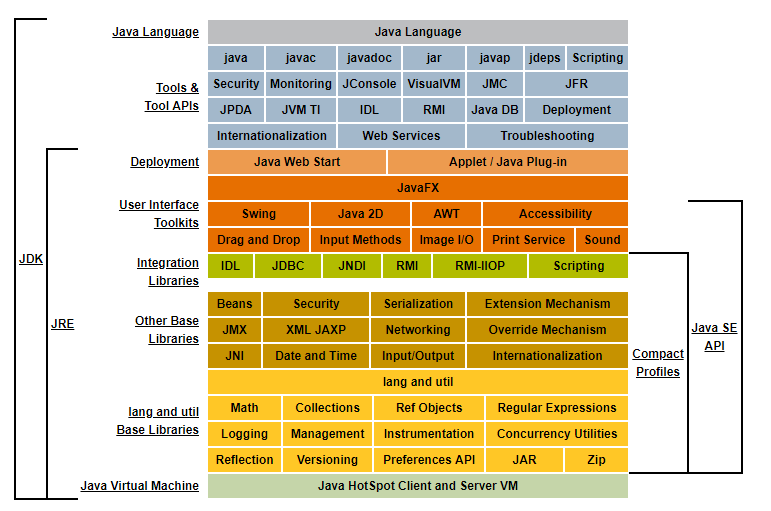 Java Language Java Language
java javac javadoc jar javap jdeps Scripting
Tools &
Tool APIs
Security Monitoring JConsole VisualVM JMC JFR
JPDA JVM TI IDL RMI Java DB Deployment
Internationalization Web Services Troubleshooting
Deployment Java Web Start Applet / Java Plug-in
JavaFX
User Interface
Toolkits
Swing Java 2D AWT Accessibility
Drag and Drop Input Methods Image I/O Print Service Sound
Integration
Libraries
IDL JDBC JNDI RMI RMI-IIOP Scripting
JDK
JRE
Other Base
Libraries
Beans Security Serialization Extension Mechanism
JMX XML JAXP Networking Override Mechanism
JNI Date and Time Input/Output Internationalization
Java SE
API
Compact
Profiles
lang and util
lang and util
Base Libraries
Math Collections Ref Objects Regular Expressions
Logging Management Instrumentation Concurrency Utilities
Reflection Versioning Preferences API JAR Zip
Java Virtual Machine Java HotSpot Client and Server VM